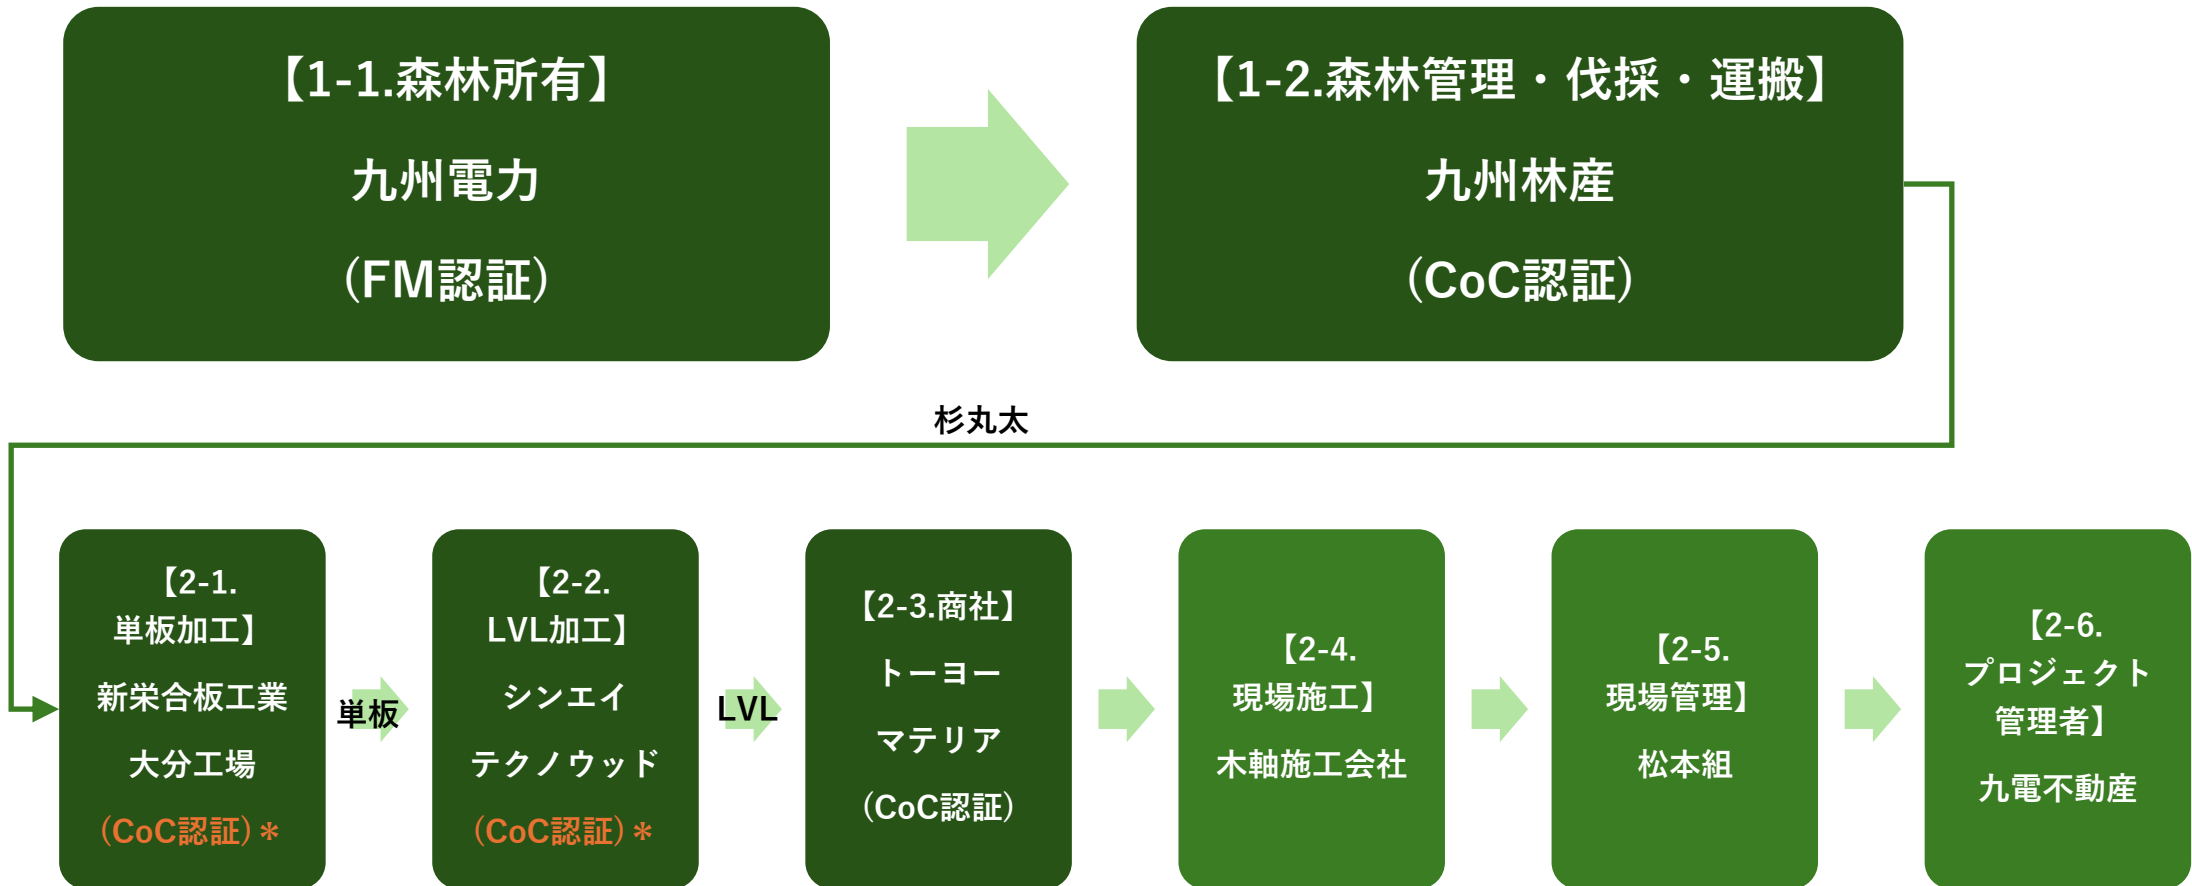 【1-1.森林所有】
九州電力
(FM認証)
【1-2.森林管理・伐採・運搬】
九州林産
(CoC認証)
杉丸太
【2-1.
単板加工】
新栄合板工業
大分工場
(CoC認証)＊
単板
【2-2.
LVL加工】
シンエイ
テクノウッド
(CoC認証)＊
LVL
【2-3.商社】
トーヨー
マテリア
(CoC認証)
【2-4.
現場施工】
木軸施工会社
【2-5.
現場管理】
松本組
【2-6.
プロジェクト
管理者】
九電不動産